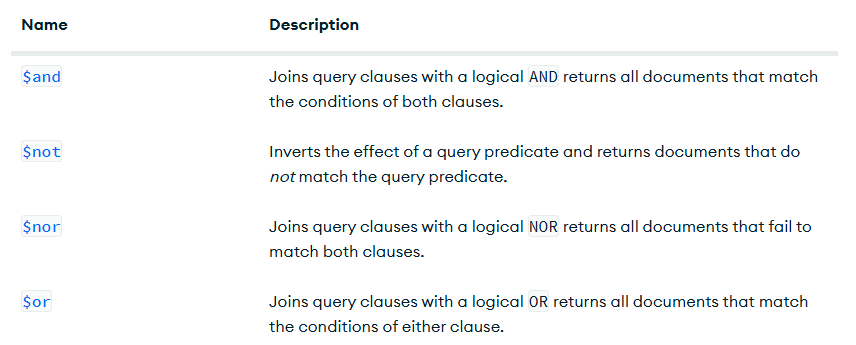 Name Description
$and Joins query clauses with a logical AND returns all documents that match
the conditions of both clauses.
$not Inverts the effect of a query predicate and returns documents that do
not match the query predicate.
$nor Joins query clauses with a logical NOR returns all documents that fail to
match both clauses.
$or Joins query clauses with a logical OR returns all documents that match
the conditions of either clause.